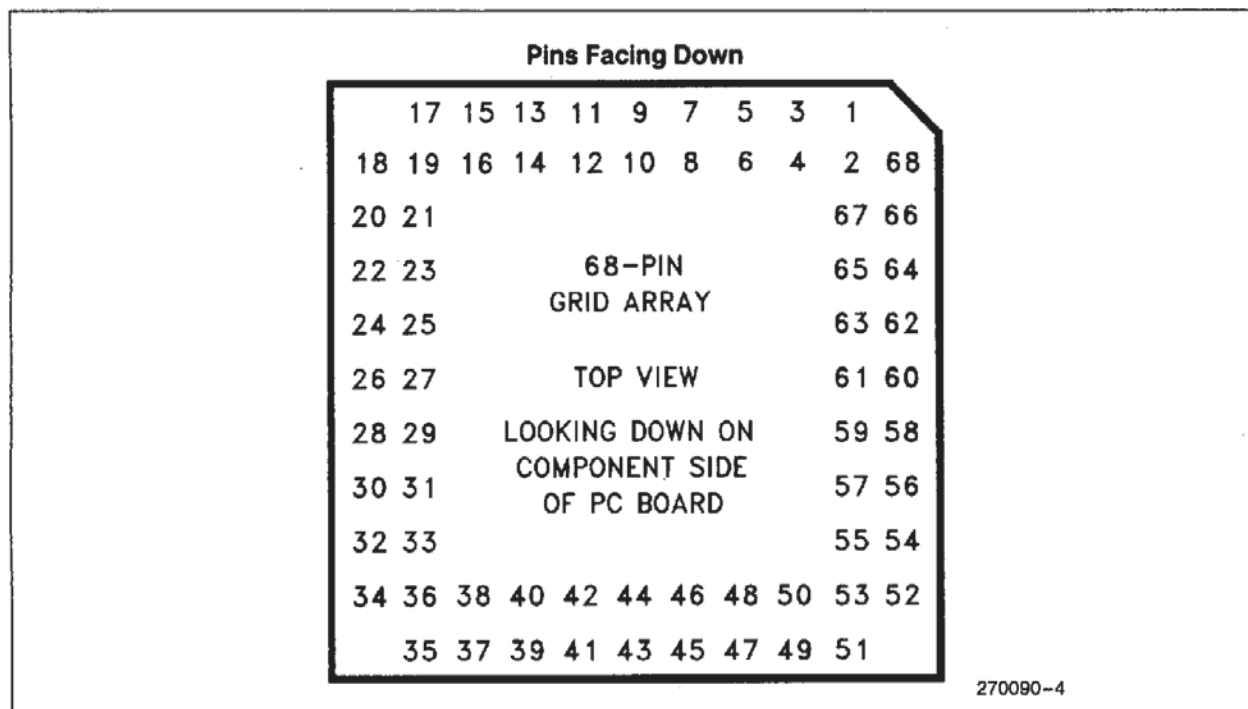 Pins Facing Down
17 15 13 11 9 7 5 3 1
18 19 16 14 12 10 8 6 4 2 68
20 21 67 66
22 23 68-PIN 65 64
GRID ARRAY
24 25 63 62
26 27 TOP VIEW 61 60
28 29 LOOKING DOWN ON 59 58
COMPONENT SIDE
30 31 57 56
OF PC BOARD
32 33 55 54
34 36 38 40 42 44 46 48 50 53 52
35 37 39 41 43 45 47 49 51
270090-4